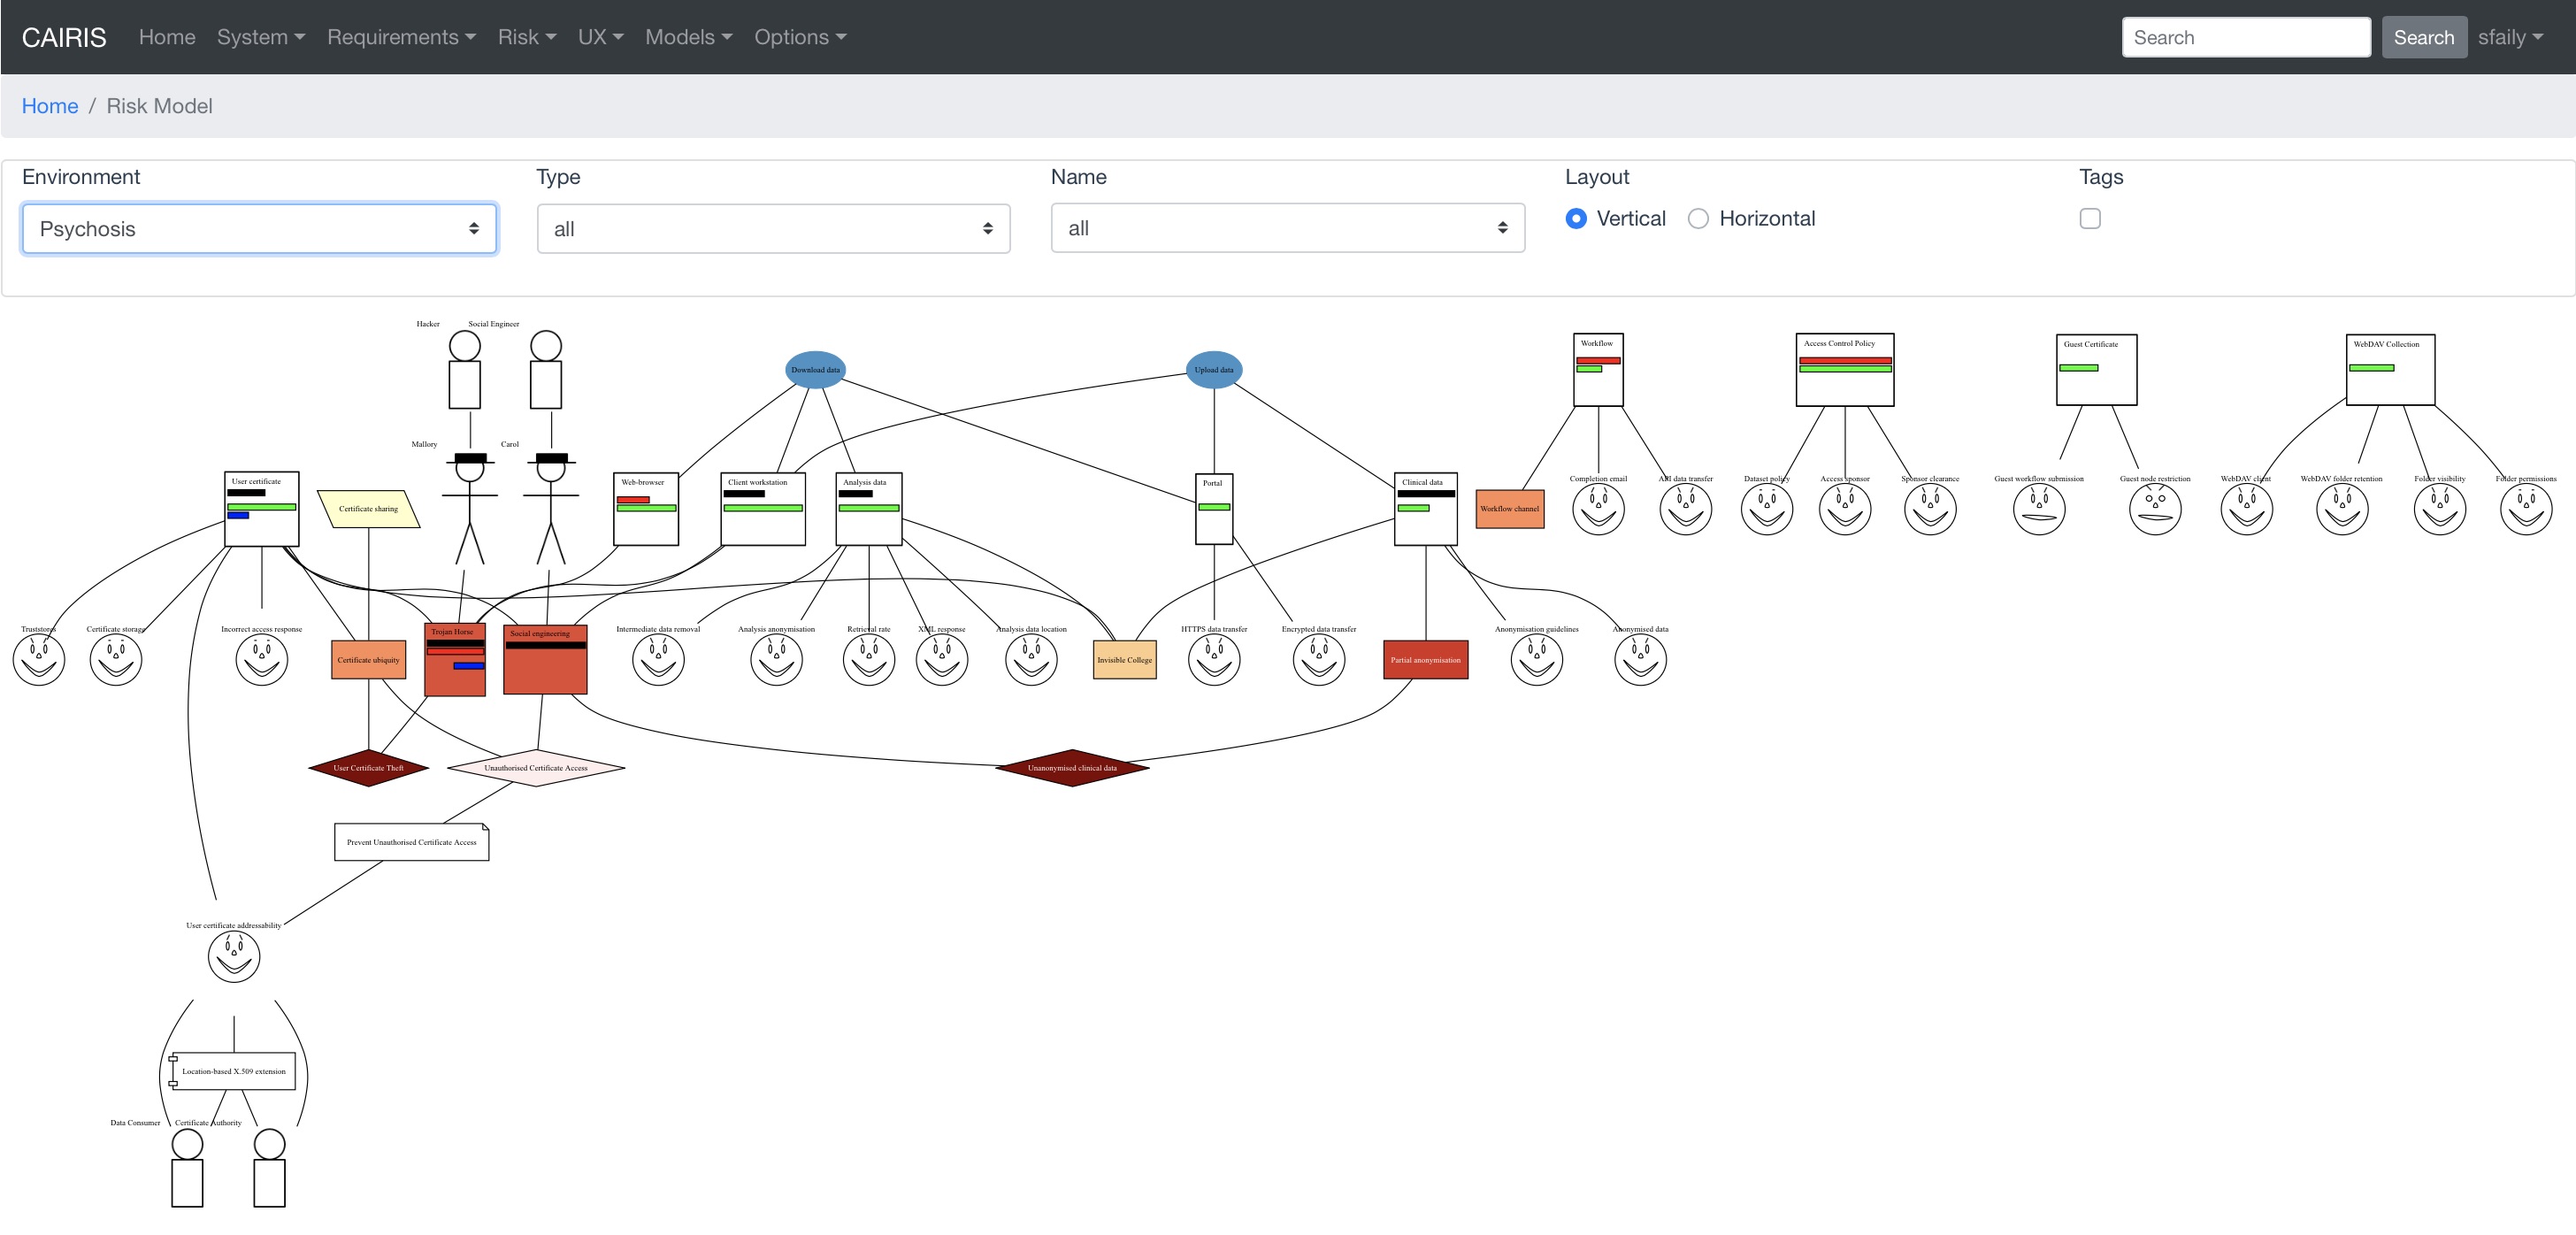 CAIRIS Home System Requirements Risk UX Models Options Search Search sfaily
Home / Risk Model
Environment Type Name Layout Tags
Psychosis all all Vertical Horizontal
Hacker Social Engineer
Workflow Access Control Policy Guest Certificate WebDAV Collection
Download data Upload data
Mallory Carol
User certificate Web-browser Client workstation Analysis data Portal Clinical data
Completion email AXI data transfer Dataset policy Access sponsor Sponsor clearance Guest workflow submission Guest node restriction WebDAV client WebDAV folder retention Folder visibility Folder permissions
Certificate sharing Workflow channel
Truststores Certificate storage Incorrect access response Trojan Horse Social engineering Intermediate data removal Analysis anonymisation Retrieval rate XML response Analysis data location HTTPS data transfer Encrypted data transfer Anonymisation guidelines Anonymised data
Certificate ubiquity Invisible College Partial anonymisation
User Certificate Theft Unauthorised Certificate Access Unanonymised clinical data
Prevent Unauthorised Certificate Access
User certificate addressability
Location-based X.509 extension
Data Consumer Certificate Authority